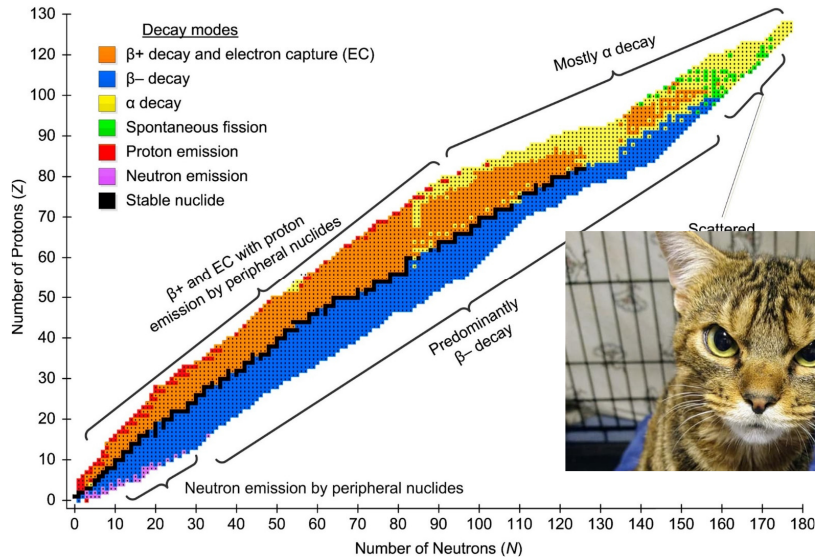 130
120
110
100
90
80
70
60
50
40
30
20
10
0
Number of Protons (Z)
Decay modes
β+ decay and electron capture (EC)
β− decay
α decay
Spontaneous fission
Proton emission
Neutron emission
Stable nuclide
Mostly α decay
β+ and EC with proton
emission by peripheral nuclides
Scattered
Predominantly
β− decay
Neutron emission by peripheral nuclides
0 10 20 30 40 50 60 70 80 90 100 110 120 130 140 150 160 170 180
Number of Neutrons (N)